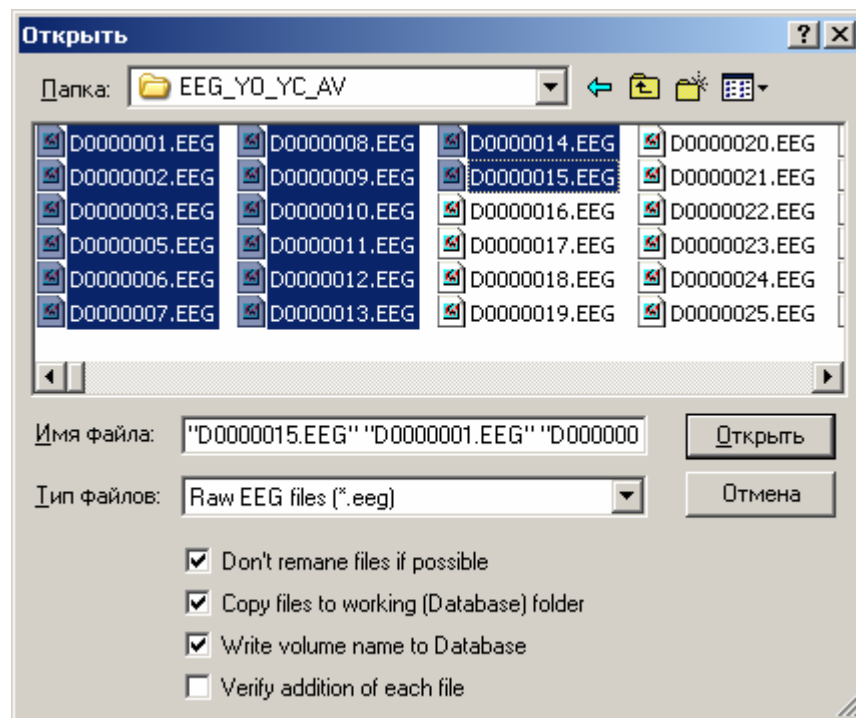 Открыть
Папка: EEG_YO_YC_AV
D0000001.EEG D0000008.EEG D0000014.EEG D0000020.EEG
D0000002.EEG D0000009.EEG D0000015.EEG D0000021.EEG
D0000003.EEG D0000010.EEG D0000016.EEG D0000022.EEG
D0000005.EEG D0000011.EEG D0000017.EEG D0000023.EEG
D0000006.EEG D0000012.EEG D0000018.EEG D0000024.EEG
D0000007.EEG D0000013.EEG D0000019.EEG D0000025.EEG
Имя файла: "D0000015.EEG" "D0000001.EEG" "D000000 Открыть
Тип файлов: Raw EEG files (*.eeg) Отмена
Don't remane files if possible
Copy files to working (Database) folder
Write volume name to Database
Verify addition of each file